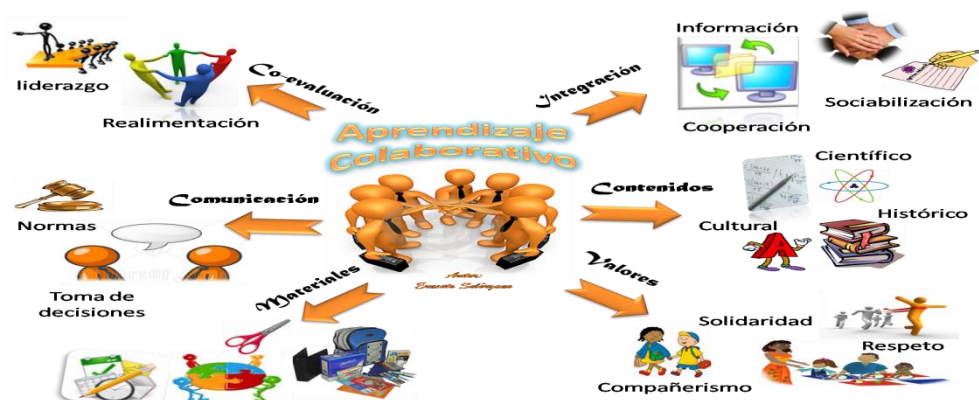 liderazgo
Realimentación
Co-evaluación
Integración
Información
Cooperación
Sociabilización
Aprendizaje
Colaborativo
Normas
Comunicación
Toma de
decisiones
Contenidos
Científico
Cultural
Histórico
Materiales
Autor:
Valores
Solidaridad
Respeto
Compañerismo